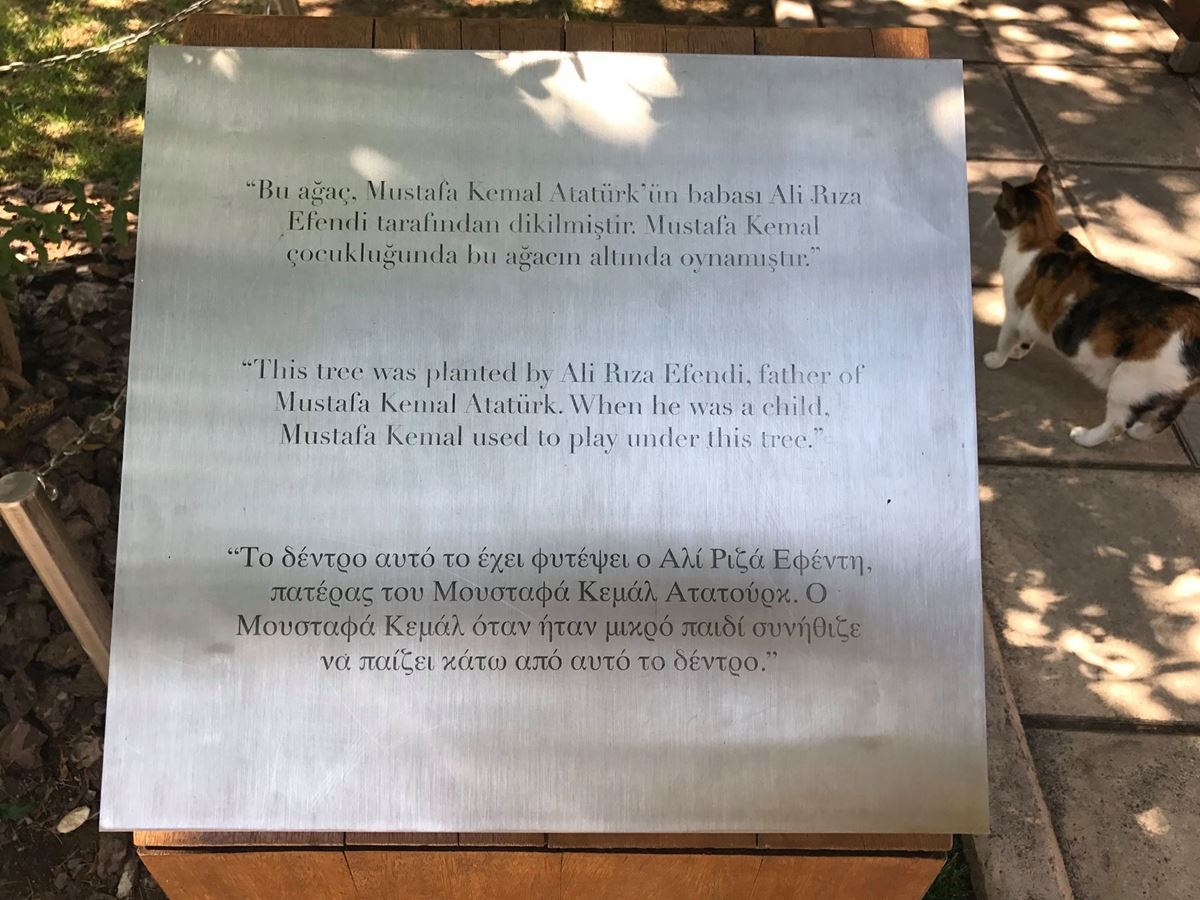 “Bu ağaç, Mustafa Kemal Atatürk’ün babası Ali Rıza
Efendi tarafından dikilmiştir. Mustafa Kemal
çocukluğunda bu ağacın altında oynamıştır.”
“This tree was planted by Ali Rıza Efendi, father of
Mustafa Kemal Atatürk. When he was a child,
Mustafa Kemal used to play under this tree.”
“Το δέντρο αυτό το έχει φυτέψει ο Αλί Ριζά Εφέντη,
πατέρας του Μουσταφά Κεμάλ Ατατούρκ. Ο
Μουσταφά Κεμάλ όταν ήταν μικρό παιδί συνήθιζε
να παίζει κάτω από αυτό το δέντρο.”